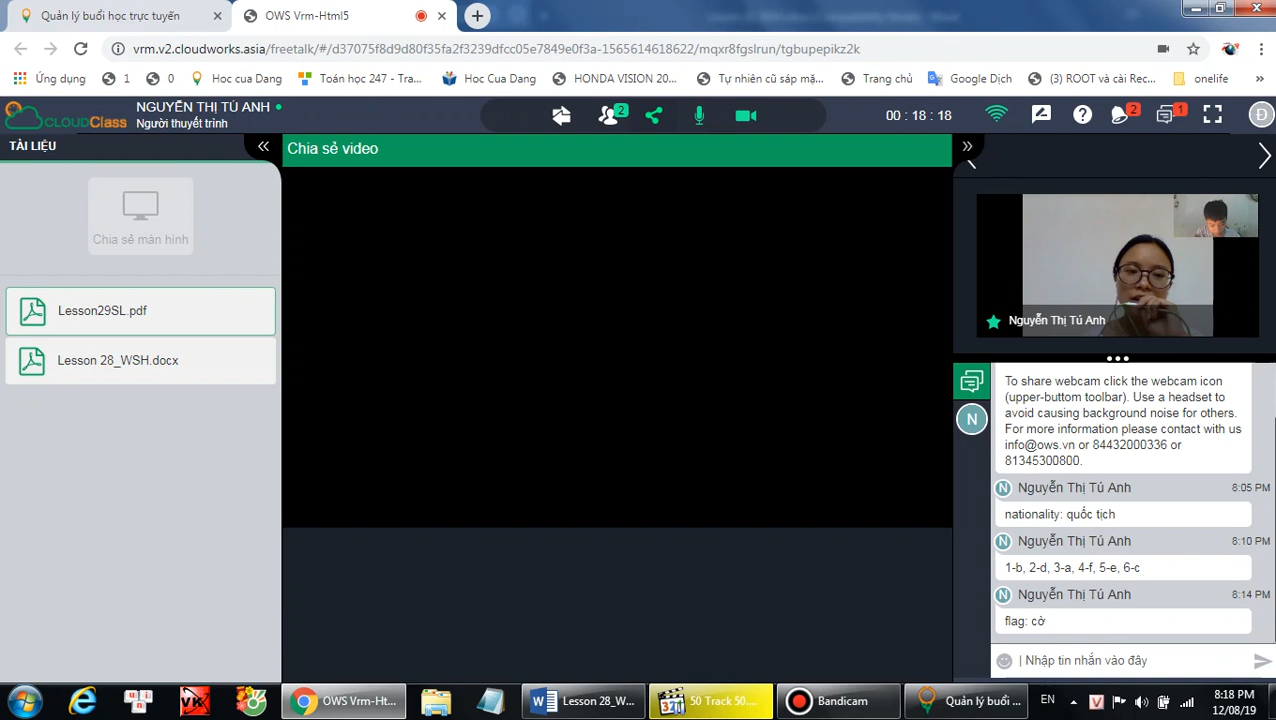 Quản lý buổi học trực tuyến
OWS Vrm-Html5
vrm.v2.cloudworks.asia/freetalk/#/d37075f8d9d80f35fa2f3239dfcc05e7849e0f3a-1565614618622/mqxr8fgslrun/tgbupepikz2k
Ứng dụng
1
0
Hoc cua Dang
Toán học 247 - Tra...
Hoc Cua Dang
HONDA VISION 20...
Tự nhiên cũ sáp mặ...
Trang chủ
Google Dịch
(3) ROOT và cài Rec...
onelife
»
CLOUDClass
NGUYỄN THỊ TÚ ANH
Người thuyết trình
2
00 : 18 : 18
2
1
Đ
TÀI LIỆU
Chia sẻ video
Chia sẻ màn hình
Lesson29SL.pdf
Lesson 28_WSH.docx
Nguyễn Thị Tú Anh
To share webcam click the webcam icon
(upper-buttom toolbar). Use a headset to
avoid causing background noise for others.
For more information please contact with us
info@ows.vn or 84432000336 or
81345300800.
N
N Nguyễn Thị Tú Anh 8:05 PM
nationality: quốc tịch
N Nguyễn Thị Tú Anh 8:10 PM
1-b, 2-d, 3-a, 4-f, 5-e, 6-c
N Nguyễn Thị Tú Anh 8:14 PM
flag: cờ
Nhập tin nhắn vào đây
OWS Vrm-Ht...
Lesson 28_W...
50 Track 50....
Bandicam
Quản lý buổi ...
EN
8:18 PM
12/08/19